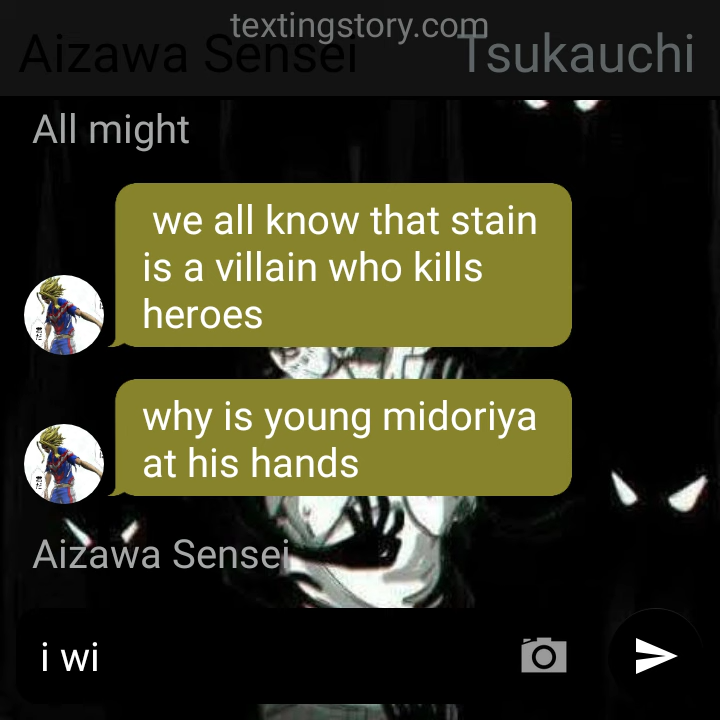 textingstory.com
Aizawa Sensei Tsukauchi
All might
we all know that stain
is a villain who kills
heroes
why is young midoriya
at his hands
Aizawa Sensei
i wi